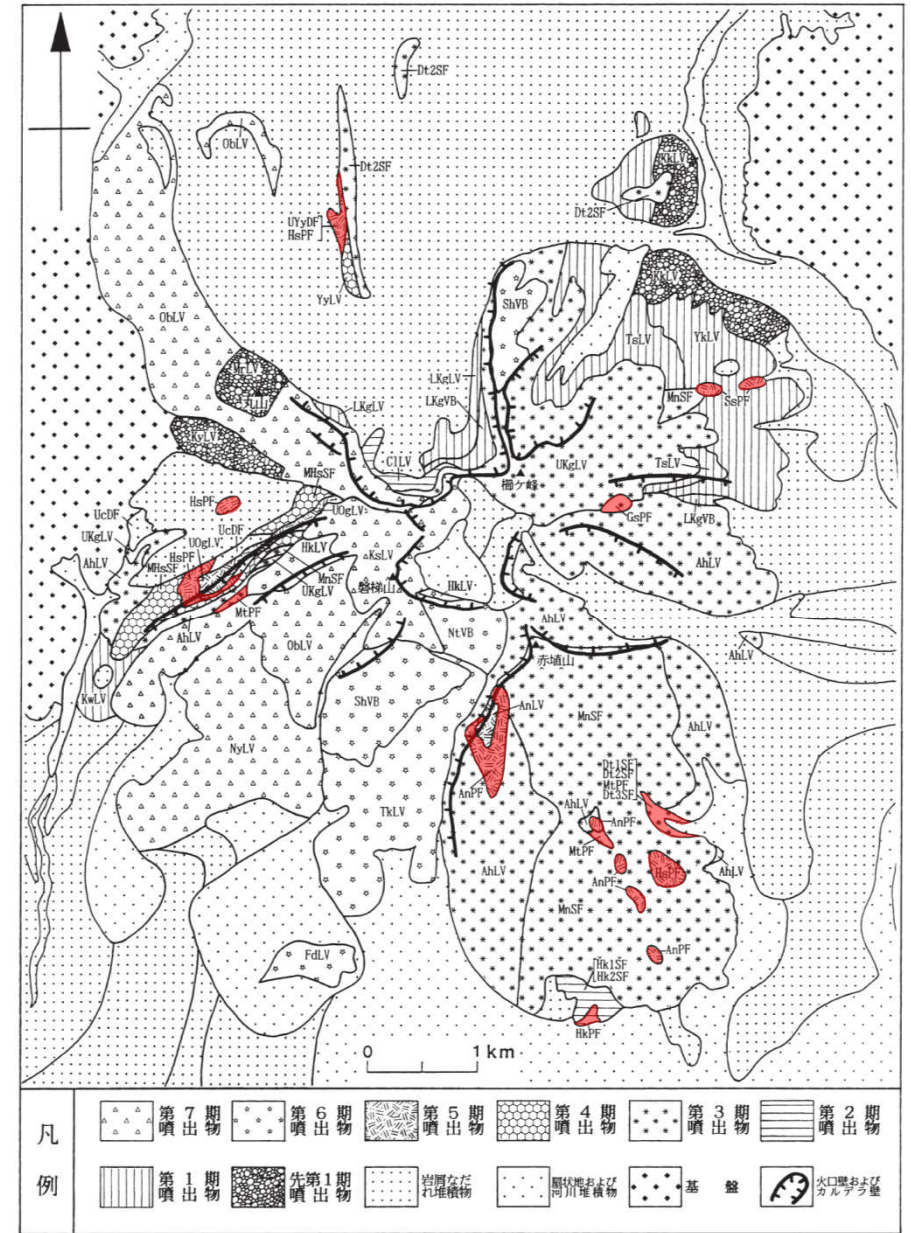 Dt2SF
ObLV
Dt2SF
KkLV
Dt2SF
UYyDF
HsPF
YyLV
ObLV
ShVB
KkLV
TsLV
YkLV
LKgLV
LKgVB
MnSF
SsPF
MrLV
LKgLV
KyLV
ClLV
UKgLV
櫛ケ峰
TsLV
MHsSF
HsPF
UOgLV
GsPF
LKgVB
UcDF
UcDF
UKgLV
UOgLV
HkLV
KsLV
AhLV
HsPF
MHsSF
MnSF
磐梯山
HkLV
AhLV
UKgLV
MtPF
AhLV
NtVB
AhLV
ObLV
赤埴山
AhLV
KwLV
ShVB
AnLV
MnSF
AhLV
NyLV
AnPF
Dt1SF
Dt2SF
MtPF
Dt3SF
TkLV
AhLV
AnPF
MtPF
AhLV
HsPF
AnPF
AhLV
MnSF
AnPF
FdLV
Hk1SF
Hk2SF
HkPF
0 1km
凡例
第7期噴出物
第6期噴出物
第5期噴出物
第4期噴出物
第3期噴出物
第2期噴出物
第1期噴出物
先第1期噴出物
岩屑なだれ堆積物
扇状地および河川堆積物
基盤
火口壁およびカルデラ壁